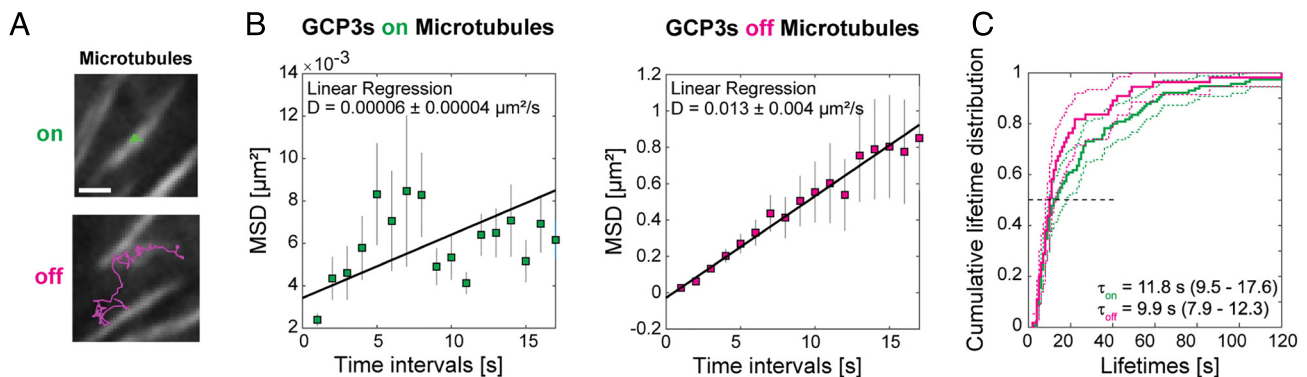 A
Microtubules
on
off
B
GCP3s on Microtubules
×10⁻³
14
12
10
8
6
4
2
Linear Regression
D = 0.00006 ± 0.00004 µm²/s
MSD [µm²]
0
5
10
15
Time intervals [s]
GCP3s off Microtubules
1.2
1
0.8
0.6
0.4
0.2
0
-0.2
Linear Regression
D = 0.013 ± 0.004 µm²/s
MSD [µm²]
0
5
10
15
Time intervals [s]
C
Cumulative lifetime distribution
1
0.8
0.6
0.4
0.2
0
τon = 11.8 s (9.5 - 17.6)
τoff = 9.9 s (7.9 - 12.3)
0 20 40 60 80 100 120
Lifetimes [s]